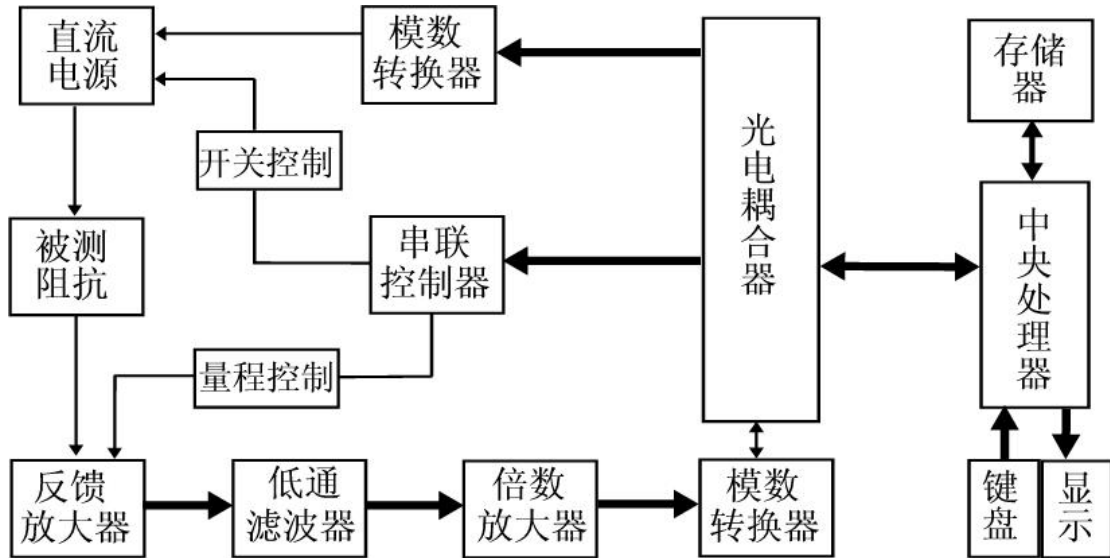 直流
电源
模数
转换器
存储
器
光电耦合器
开关控制
中央处理器
被测
阻抗
串联
控制器
量程控制
反馈
放大器
低通
滤波器
倍数
放大器
模数
转换器
键盘
显示